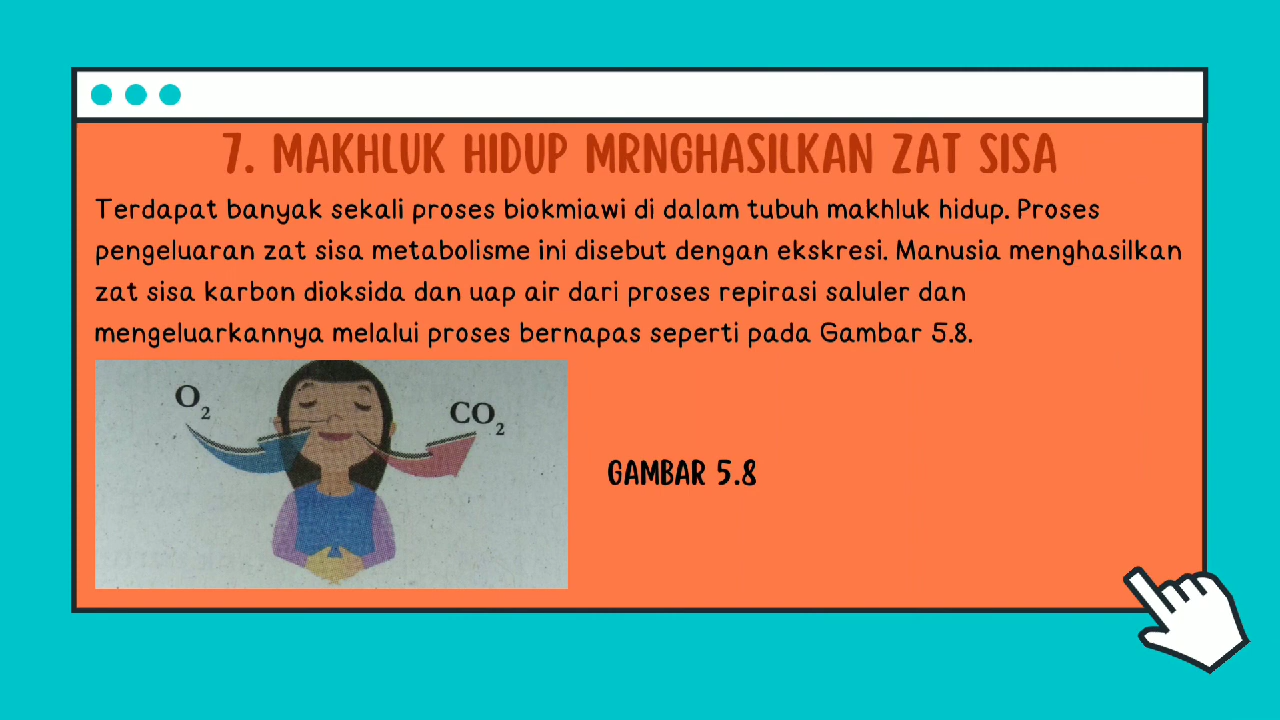 7. MAKHLUK HIDUP MRNGHASILKAN ZAT SISA
Terdapat banyak sekali proses biokmiawi di dalam tubuh makhluk hidup. Proses
pengeluaran zat sisa metabolisme ini disebut dengan ekskresi. Manusia menghasilkan
zat sisa karbon dioksida dan uap air dari proses repirasi saluler dan
mengeluarkannya melalui proses bernapas seperti pada Gambar 5.8.
O2
CO2
GAMBAR 5.8